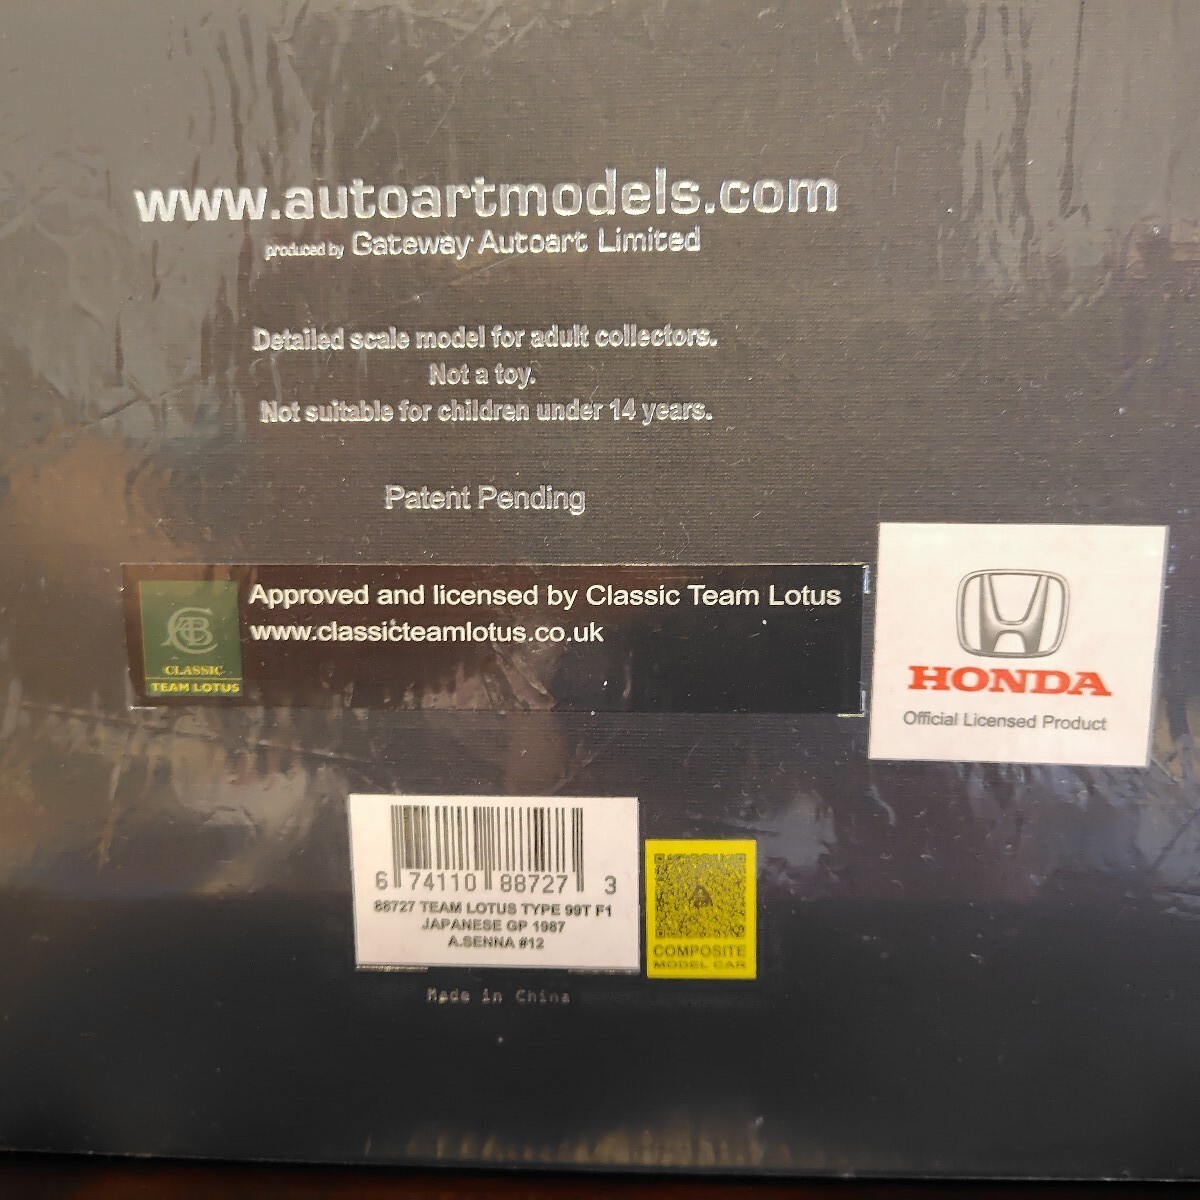 www.autoartmodels.com
produced by Gateway Autoart Limited
Detailed scale model for adult collectors.
Not a toy.
Not suitable for children under 14 years.
Patent Pending
Approved and licensed by Classic Team Lotus
www.classicteamlotus.co.uk
CLASSIC
TEAM LOTUS
HONDA
Official Licensed Product
6 74110 88727 3
88727 TEAM LOTUS TYPE 99T F1
JAPANESE GP 1987
A.SENNA #12
COMPOSITE
MODEL CAR
Made in China